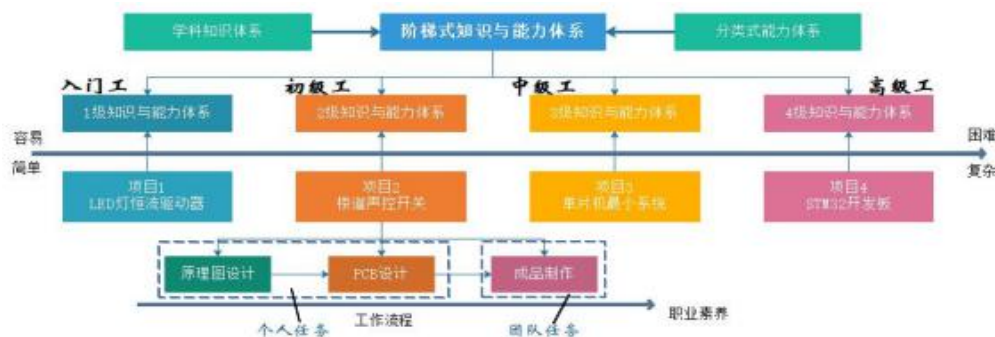 学科知识体系
阶梯式知识与能力体系
分类式能力体系
入门工
初级工
中级工
高级工
1级知识与能力体系
2级知识与能力体系
3级知识与能力体系
4级知识与能力体系
容易
困难
简单
复杂
项目1
LED灯恒流驱动器
项目2
楼道声控开关
项目3
单片机最小系统
项目4
STM32开发板
原理图设计
PCB设计
成品制作
个人任务
工作流程
团队任务
职业素养